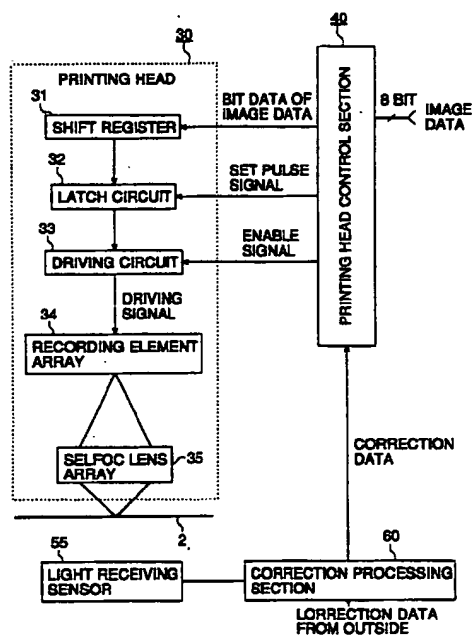 30
PRINTING HEAD
31
SHIFT REGISTER
32
LATCH CIRCUIT
33
DRIVING CIRCUIT
DRIVING
SIGNAL
34
RECORDING ELEMENT
ARRAY
SELFOC LENS
ARRAY
35
2
BIT DATA OF
IMAGE DATA
SET PULSE
SIGNAL
ENABLE
SIGNAL
40
PRINTING HEAD CONTROL SECTION
8 BIT
IMAGE
DATA
CORRECTION
DATA
55
LIGHT RECEIVING
SENSOR
60
CORRECTION PROCESSING
SECTION
LORRECTION DATA
FROM OUTSIDE